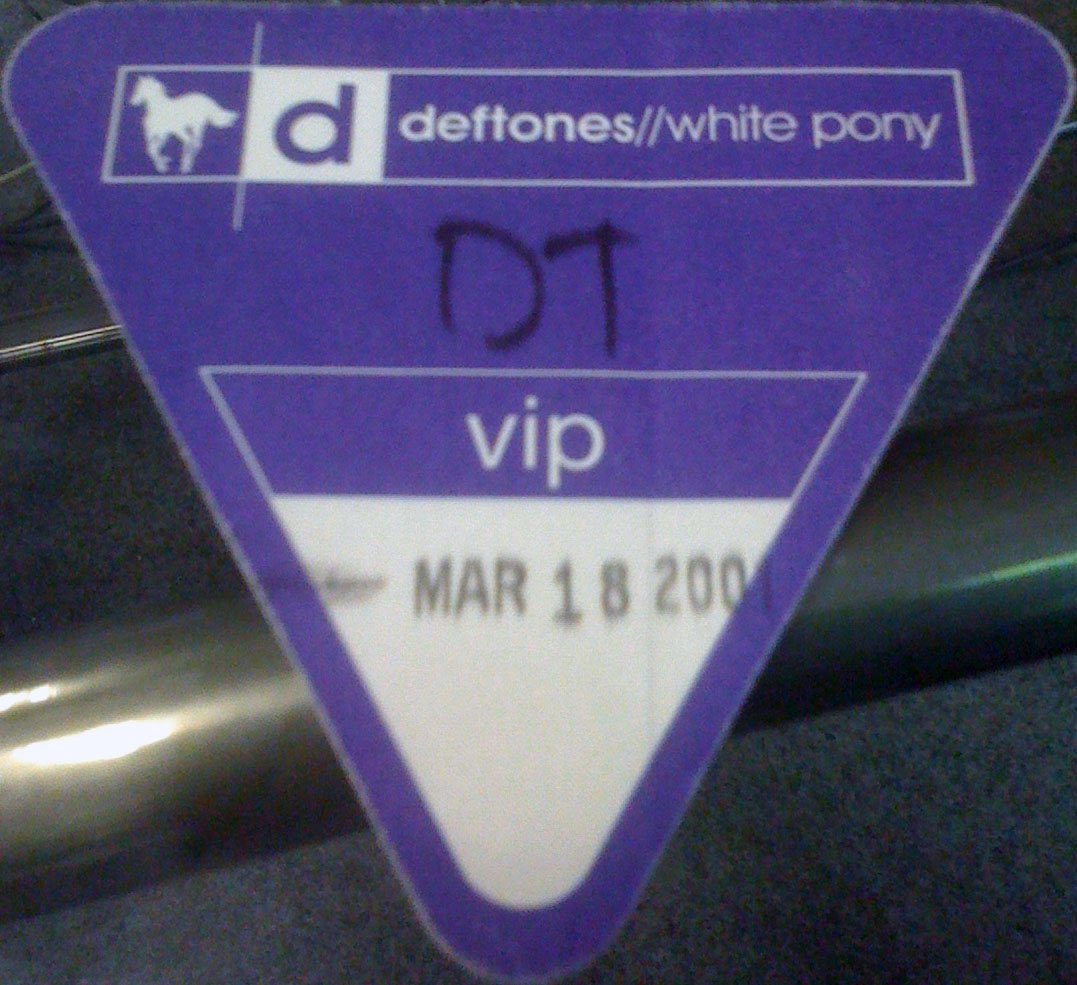 d deftones//white pony
DT
vip
MAR 18 2001